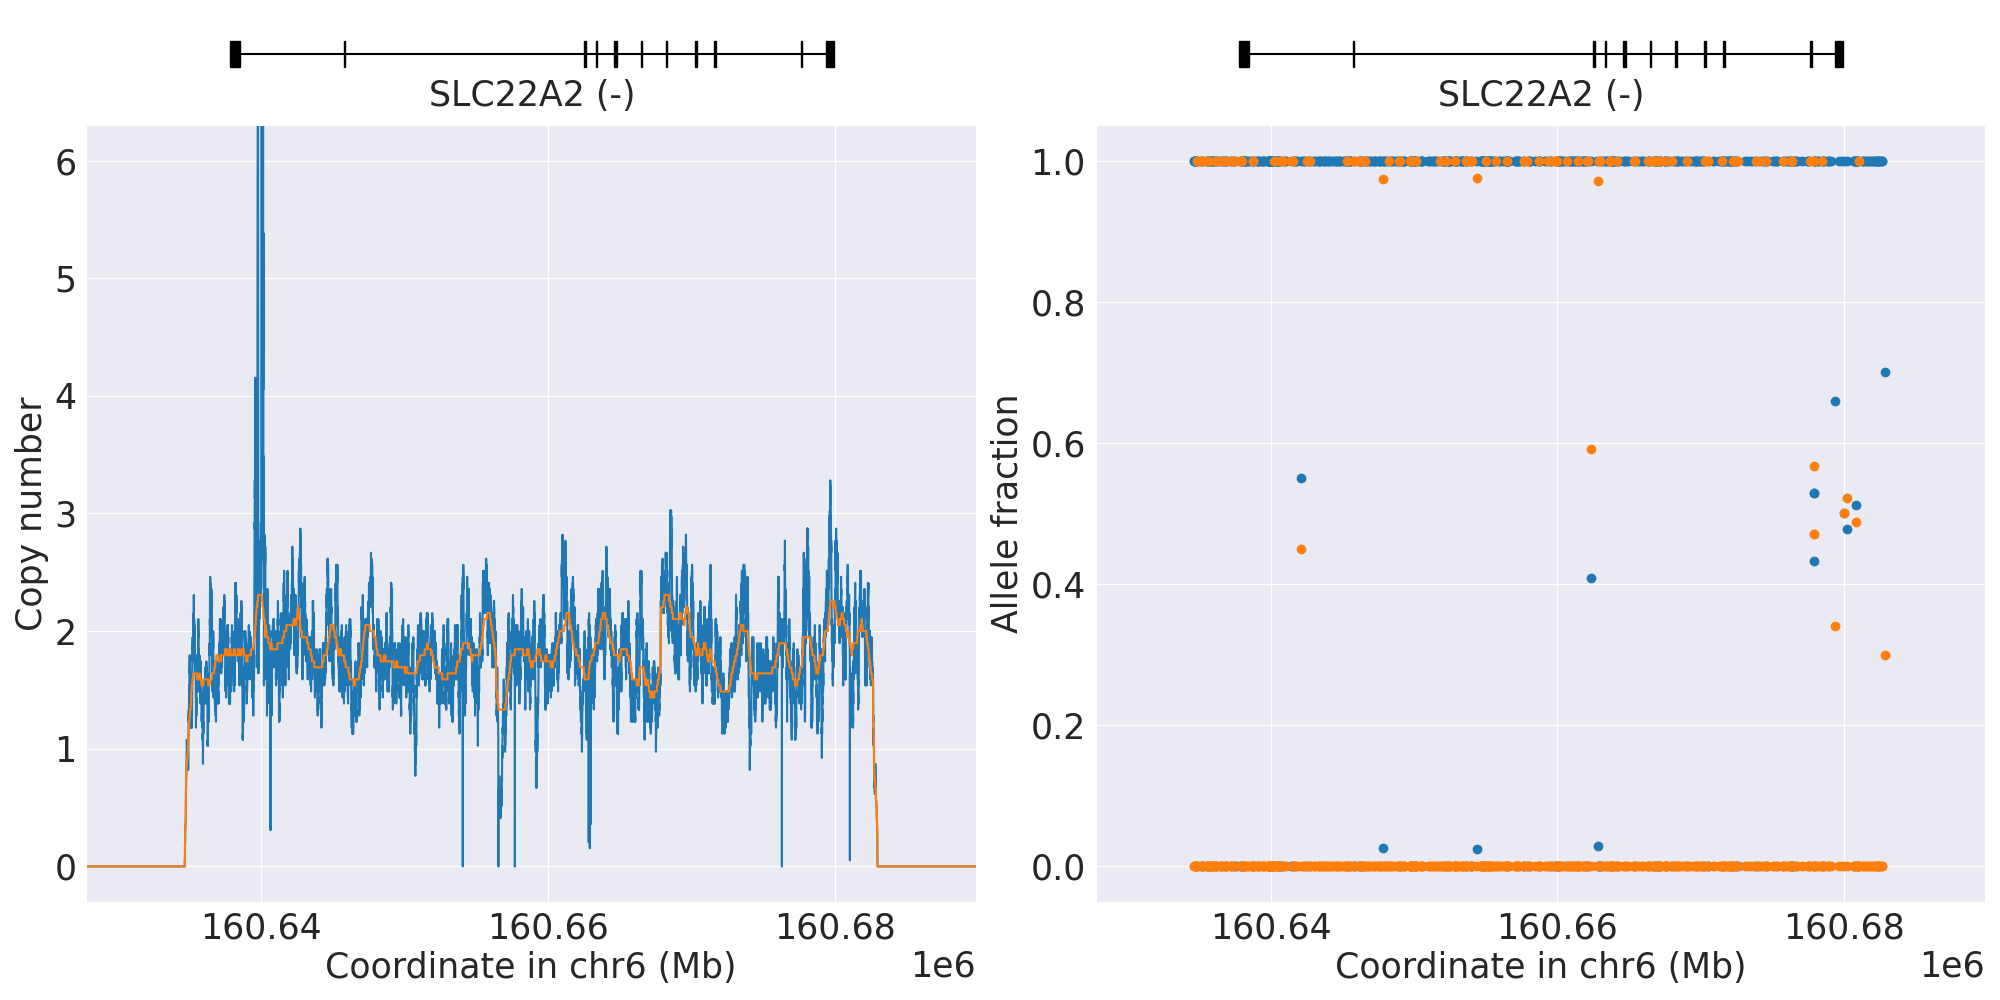 SLC22A2 (-)
6
5
4
3
2
1
0
Copy number
160.64 160.66 160.68
Coordinate in chr6 (Mb) 1e6
SLC22A2 (-)
1.0
0.8
0.6
0.4
0.2
0.0
Allele fraction
160.64 160.66 160.68
Coordinate in chr6 (Mb) 1e6